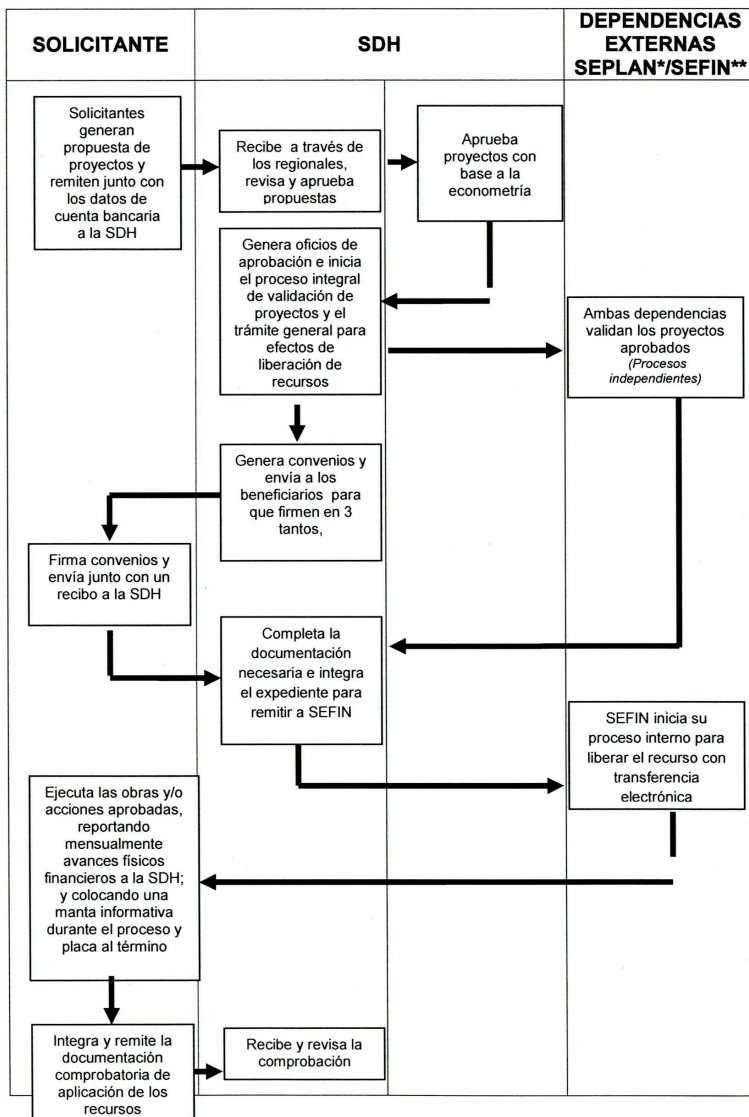 SOLICITANTE
SDH
DEPENDENCIAS
EXTERNAS
SEPLAN*/SEFIN**
Solicitantes
generan
propuesta de
proyectos y
remiten junto con
los datos de
cuenta bancaria
a la SDH
Recibe a través de
los regionales,
revisa y aprueba
propuestas
Aprueba
proyectos con
base a la
econometría
Genera oficios de
aprobación e inicia
el proceso integral
de validación de
proyectos y el
trámite general para
efectos de
liberación de
recursos
Ambas dependencias
validan los proyectos
aprobados
(Procesos
independientes)
Genera convenios y
envía a los
beneficiarios para
que firmen en 3
tantos,
Firma convenios y
envía junto con un
recibo a la SDH
Completa la
documentación
necesaria e integra
el expediente para
remitir a SEFIN
SEFIN inicia su
proceso interno para
liberar el recurso con
transferencia
electrónica
Ejecuta las obras y/o
acciones aprobadas,
reportando
mensualmente
avances físicos
financieros a la SDH;
y colocando una
manta informativa
durante el proceso y
placa al término
Integra y remite la
documentación
comprobatoria de
aplicación de los
recursos
Recibe y revisa la
comprobación